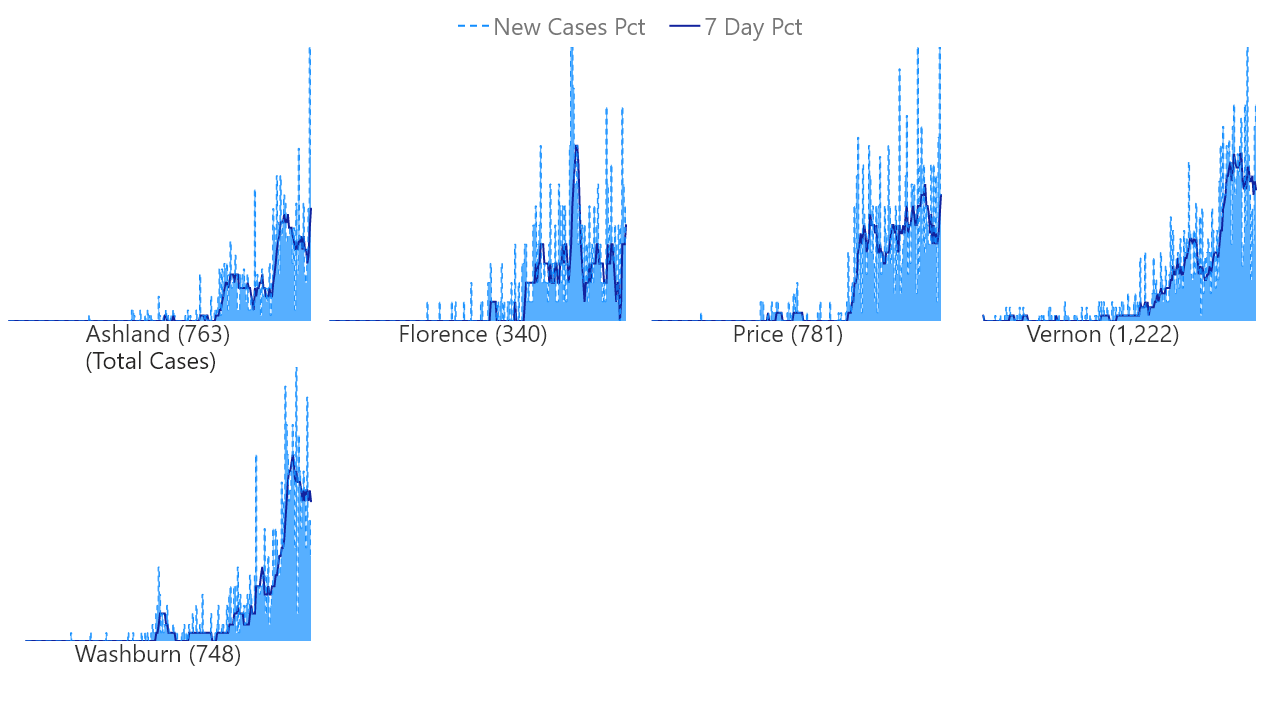 New Cases Pct 7 Day Pct
Ashland (763)
(Total Cases)
Florence (340)
Price (781)
Vernon (1,222)
Washburn (748)